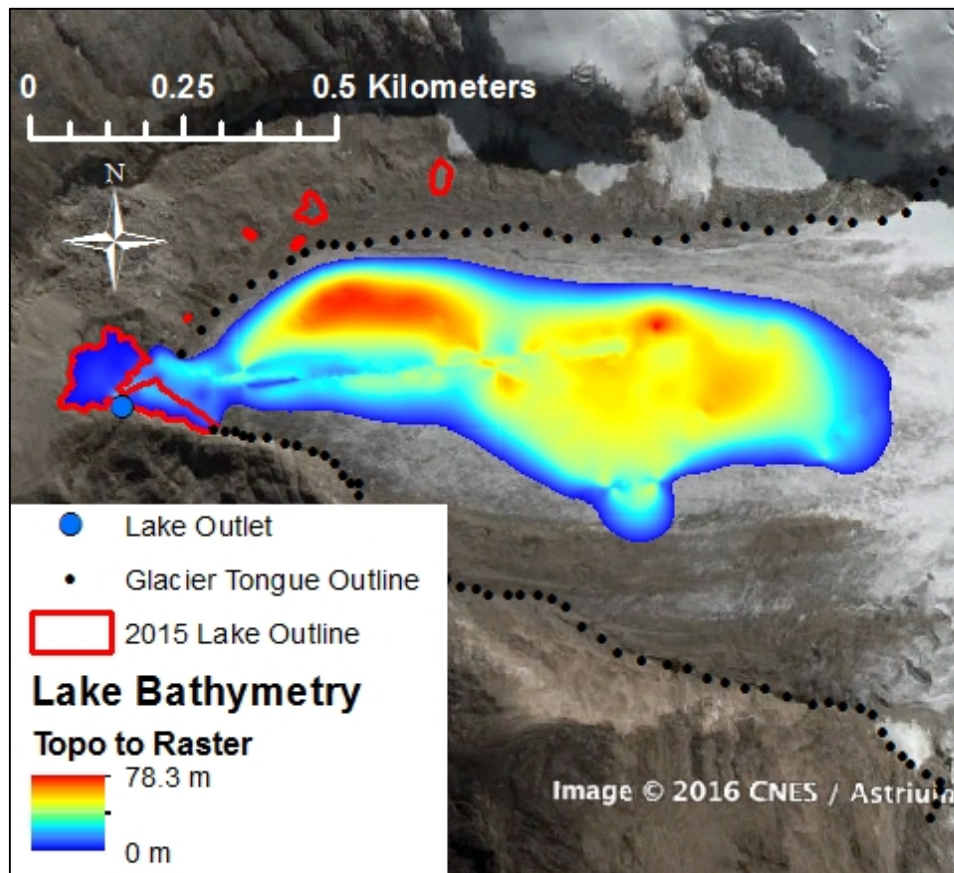 0 0.25 0.5 Kilometers
N
Lake Outlet
Glacier Tongue Outline
2015 Lake Outline
Lake Bathymetry
Topo to Raster
78.3 m
0 m
Image © 2016 CNES / Astrium